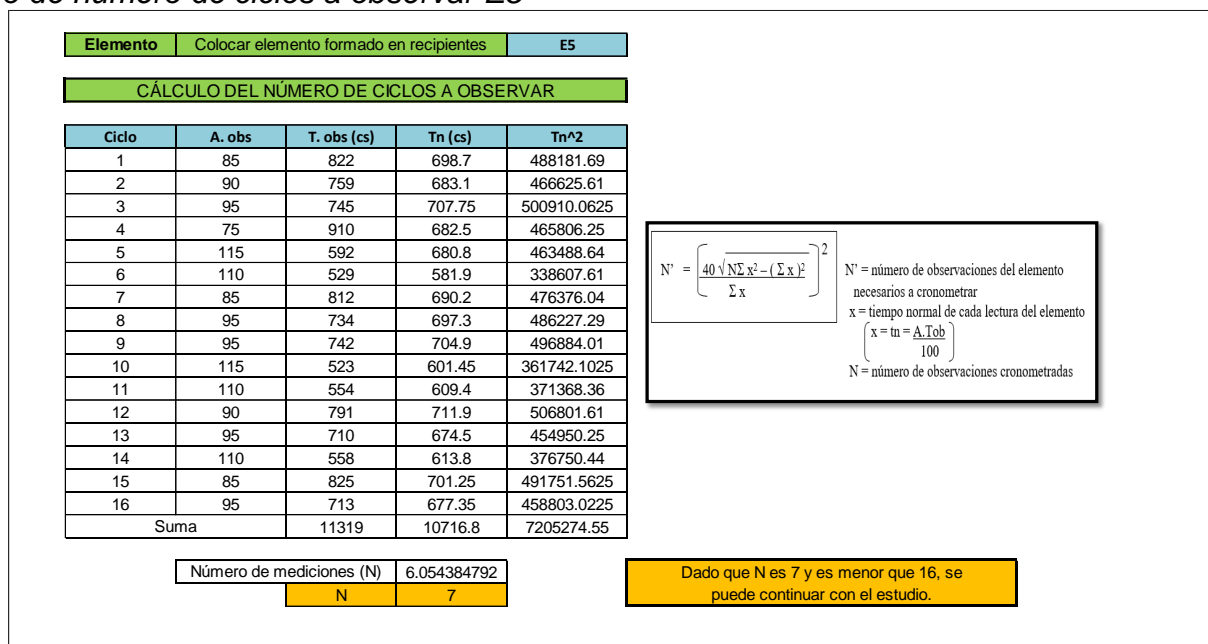 Elemento Colocar elemento formado en recipientes E5
CÁLCULO DEL NÚMERO DE CICLOS A OBSERVAR
Ciclo A. obs T. obs (cs) Tn (cs) Tn^2
1 85 822 698.7 488181.69
2 90 759 683.1 466625.61
3 95 745 707.75 500910.0625
4 75 910 682.5 465806.25
5 115 592 680.8 463488.64
6 110 529 581.9 338607.61
7 85 812 690.2 476376.04
8 95 734 697.3 486227.29
9 95 742 704.9 496884.01
10 115 523 601.45 361742.1025
11 110 554 609.4 371368.36
12 90 791 711.9 506801.61
13 95 710 674.5 454950.25
14 110 558 613.8 376750.44
15 85 825 701.25 491751.5625
16 95 713 677.35 458803.0225
Suma 11319 10716.8 7205274.55
N' = ( 40 √ NΣ x² – ( Σ x )² / Σ x )²
N' = número de observaciones del elemento
necesarios a cronometrar
x = tiempo normal de cada lectura del elemento
( x = tn = A.Tob / 100 )
N = número de observaciones cronometradas
Número de mediciones (N) 6.054384792
N 7
Dado que N es 7 y es menor que 16, se
puede continuar con el estudio.